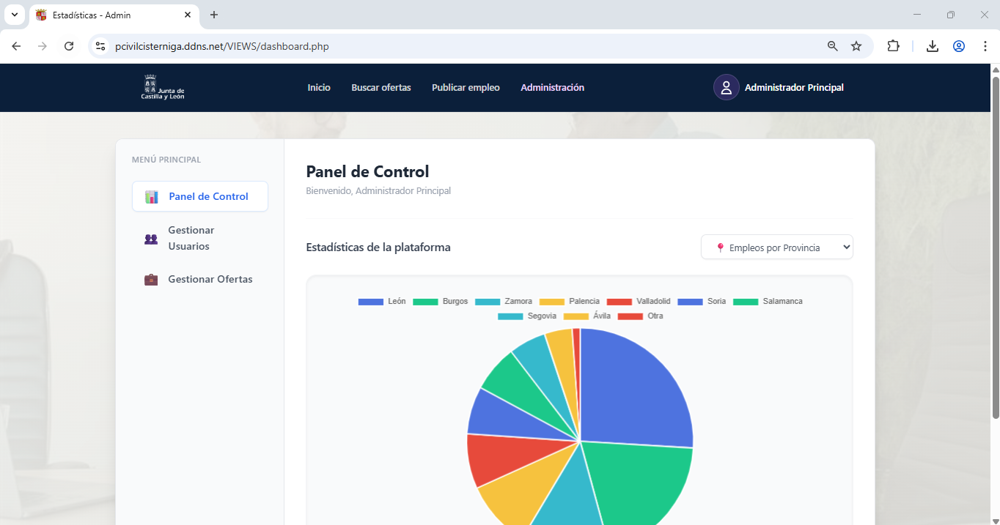 Estadísticas - Admin
pcivilcisterniga.ddns.net/VIEWS/dashboard.php
Junta de
Castilla y León
Inicio
Buscar ofertas
Publicar empleo
Administración
Administrador Principal
MENÚ PRINCIPAL
Panel de Control
Gestionar
Usuarios
Gestionar Ofertas
Panel de Control
Bienvenido, Administrador Principal
Estadísticas de la plataforma
Empleos por Provincia
León Burgos Zamora Palencia Valladolid Soria Salamanca
Segovia Ávila Otra